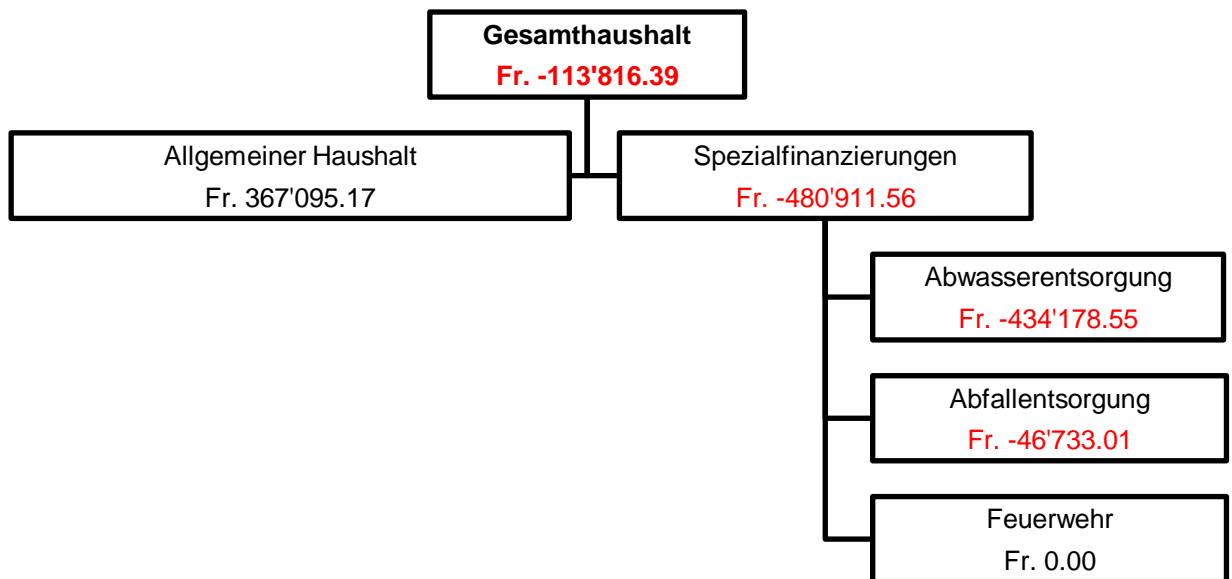 Gesamthaushalt
Fr. -113'816.39
Allgemeiner Haushalt
Fr. 367'095.17
Spezialfinanzierungen
Fr. -480'911.56
Abwasserentsorgung
Fr. -434'178.55
Abfallentsorgung
Fr. -46'733.01
Feuerwehr
Fr. 0.00